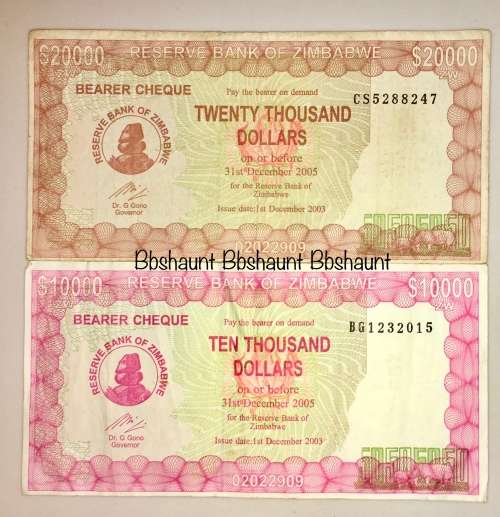 $20000 RESERVE BANK OF ZIMBABWE $20000
BEARER CHEQUE
Pay the bearer on demand
CS5288247
RESERVE BANK OF ZIMBABWE
TWENTY THOUSAND
DOLLARS
on or before
31st December 2005
for the Reserve Bank of
Zimbabwe
Dr. G Gono
Governor
Issue date:1st December 2003
02022909
Bbshaunt Bbshaunt Bbshaunt
$10000 RESERVE BANK OF ZIMBABWE $10000
BEARER CHEQUE
Pay the bearer on demand
BG1232015
RESERVE BANK OF ZIMBABWE
TEN THOUSAND
DOLLARS
on or before
31st December 2005
for the Reserve Bank of
Zimbabwe
Dr. G Gono
Governor
Issue date:1st December 2003
02022909